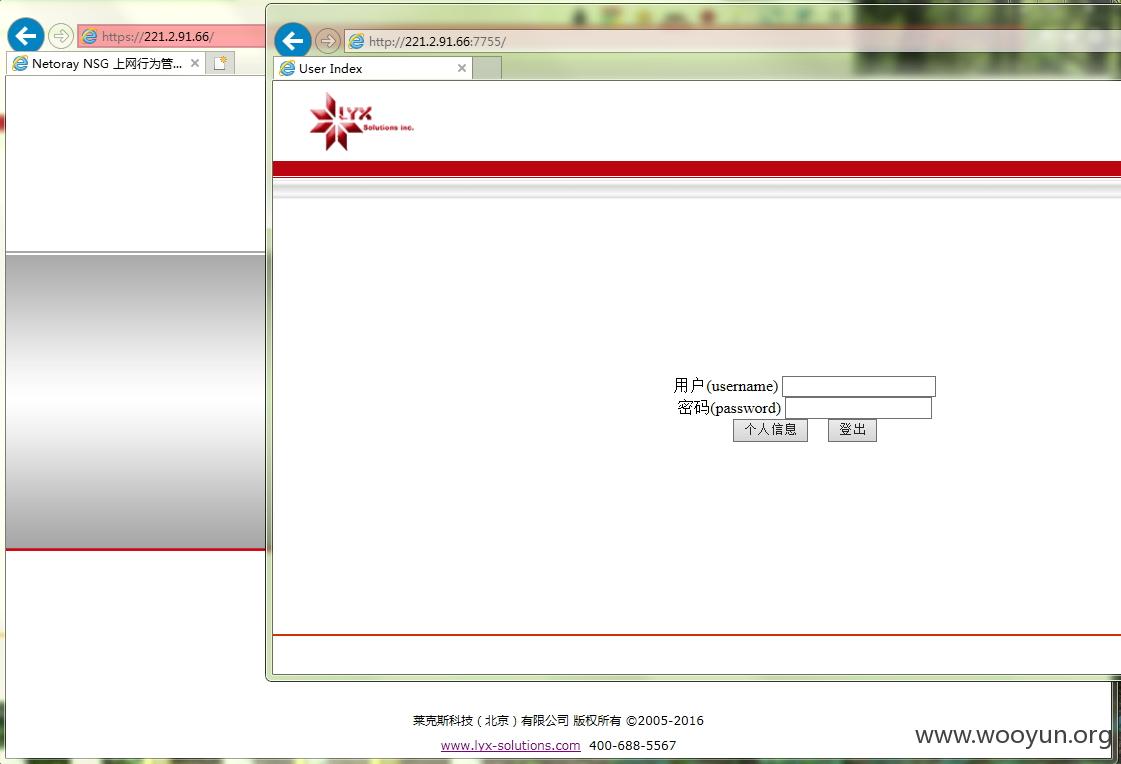 https://221.2.91.66/
Netoray NSG 上网行为管...
http://221.2.91.66:7755/
User Index
LYX
Solutions inc.
用户(username)
密码(password)
个人信息 登出
莱克斯科技（北京）有限公司 版权所有 ©2005-2016
www.lyx-solutions.com 400-688-5567
www.wooyun.org